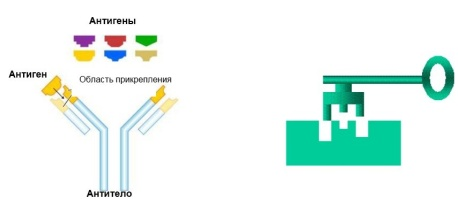 Антигены
Антиген
Область прикрепления
Антитело